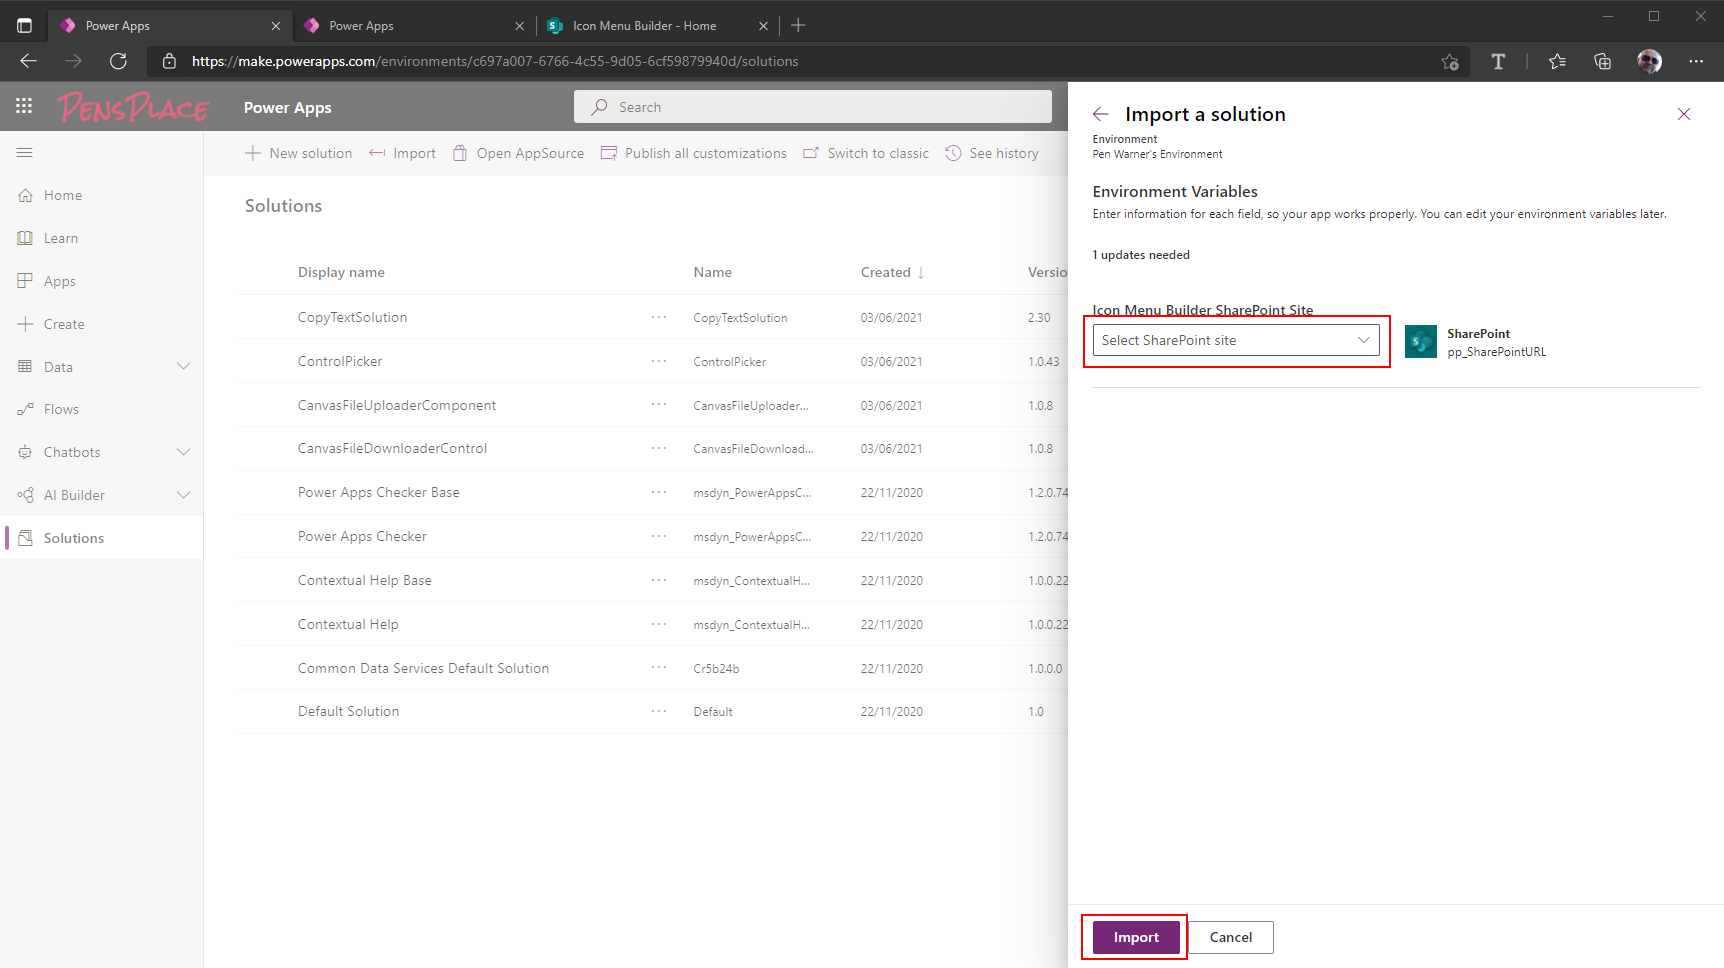 Power Apps
Power Apps
Icon Menu Builder - Home
https://make.powerapps.com/environments/c697a007-6766-4c55-9d05-6cf59879940d/solutions
PENSPLACE
Power Apps
Search
New solution
Import
Open AppSource
Publish all customizations
Switch to classic
See history
Home
Learn
Apps
Create
Data
Flows
Chatbots
AI Builder
Solutions
Solutions
Display name Name Created ↓ Versio
CopyTextSolution ... CopyTextSolution 03/06/2021 2.30
ControlPicker ... ControlPicker 03/06/2021 1.0.43
CanvasFileUploaderComponent ... CanvasFileUploader... 03/06/2021 1.0.8
CanvasFileDownloaderControl ... CanvasFileDownload... 03/06/2021 1.0.8
Power Apps Checker Base ... msdyn_PowerAppsC... 22/11/2020 1.2.0.74
Power Apps Checker ... msdyn_PowerAppsC... 22/11/2020 1.2.0.74
Contextual Help Base ... msdyn_ContextualH... 22/11/2020 1.0.0.22
Contextual Help ... msdyn_ContextualH... 22/11/2020 1.0.0.22
Common Data Services Default Solution ... Cr5b24b 22/11/2020 1.0.0.0
Default Solution ... Default 22/11/2020 1.0
Import a solution
Environment
Pen Warner's Environment
Environment Variables
Enter information for each field, so your app works properly. You can edit your environment variables later.
1 updates needed
Icon Menu Builder SharePoint Site
Select SharePoint site
SharePoint
pp_SharePointURL
Import
Cancel